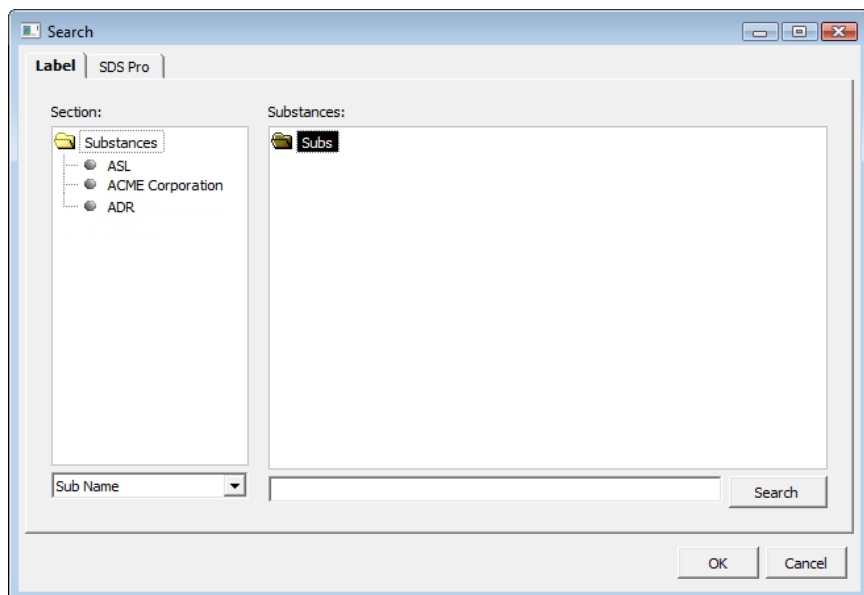 Search
Label SDS Pro
Section: Substances:
Substances Subs
ASL
ACME Corporation
ADR
Sub Name Search
OK Cancel